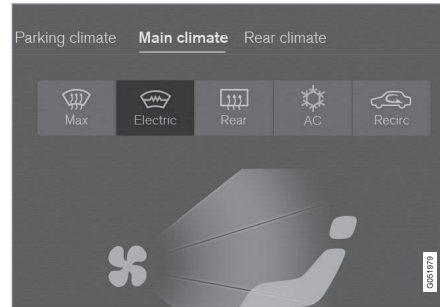 Parking climate Main climate Rear climate
Max Electric Rear AC Recirc
G051979